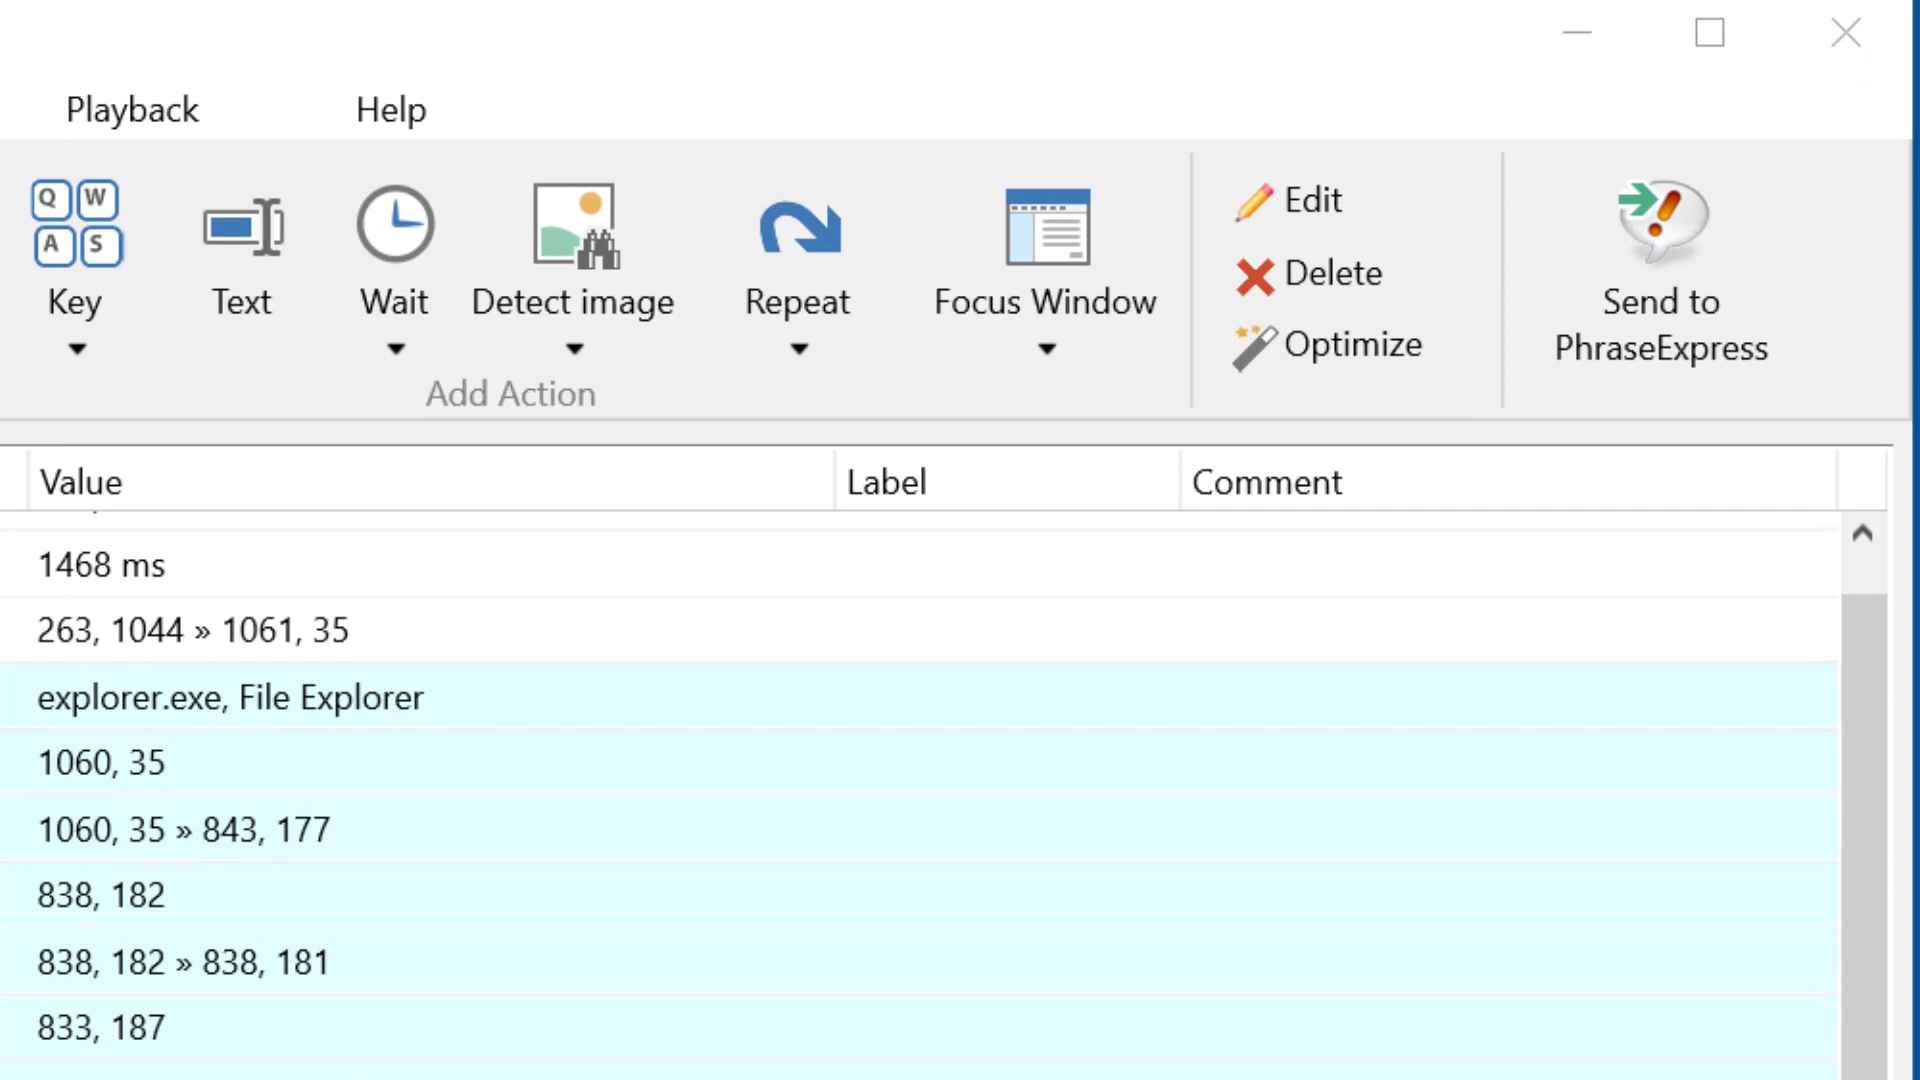 Playback Help
Q W
A S
Key Text Wait Detect image Repeat Focus Window
Add Action
Edit
Delete
Optimize
Send to
PhraseExpress
Value Label Comment
1468 ms
263, 1044 » 1061, 35
explorer.exe, File Explorer
1060, 35
1060, 35 » 843, 177
838, 182
838, 182 » 838, 181
833, 187